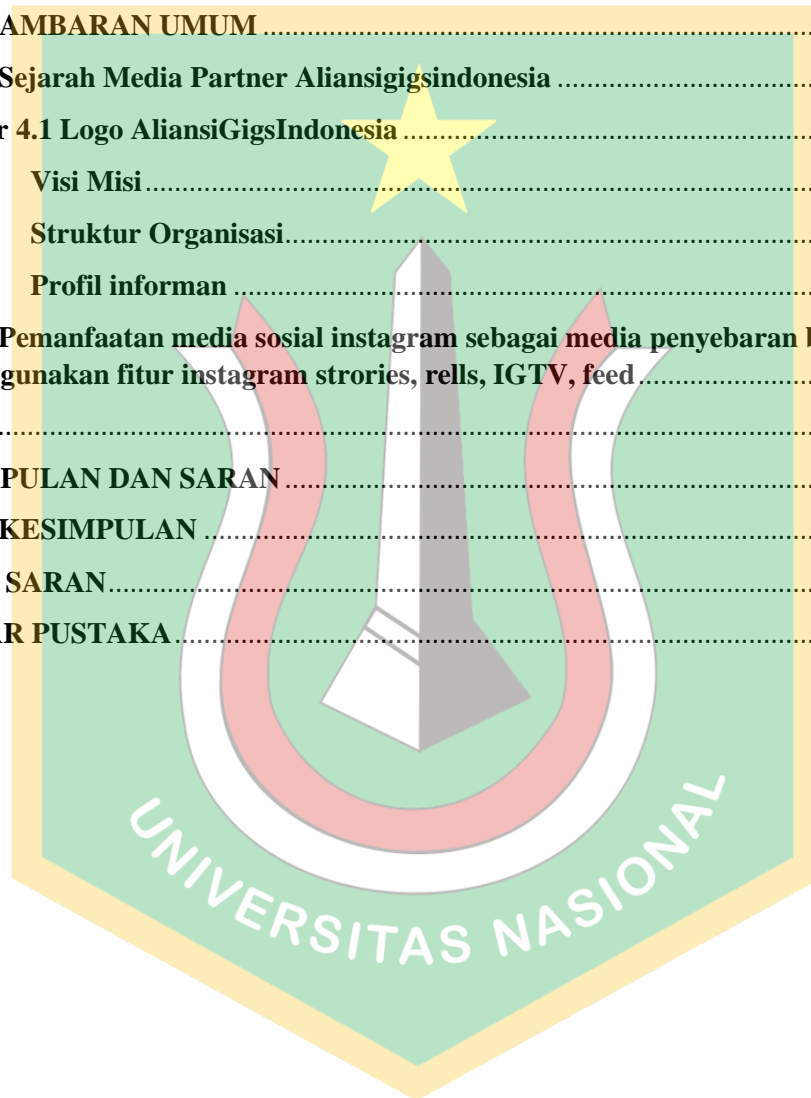 AMBARAN UMUM
Sejarah Media Partner Aliansigigsindonesia
r 4.1 Logo AliansiGigsIndonesia
Visi Misi
Struktur Organisasi
Profil informan
Pemanfaatan media sosial instagram sebagai media penyebaran b
gunakan fitur instagram strories, rells, IGTV, feed
PULAN DAN SARAN
KESIMPULAN
SARAN
R PUSTAKA
UNIVERSITAS NASIONAL